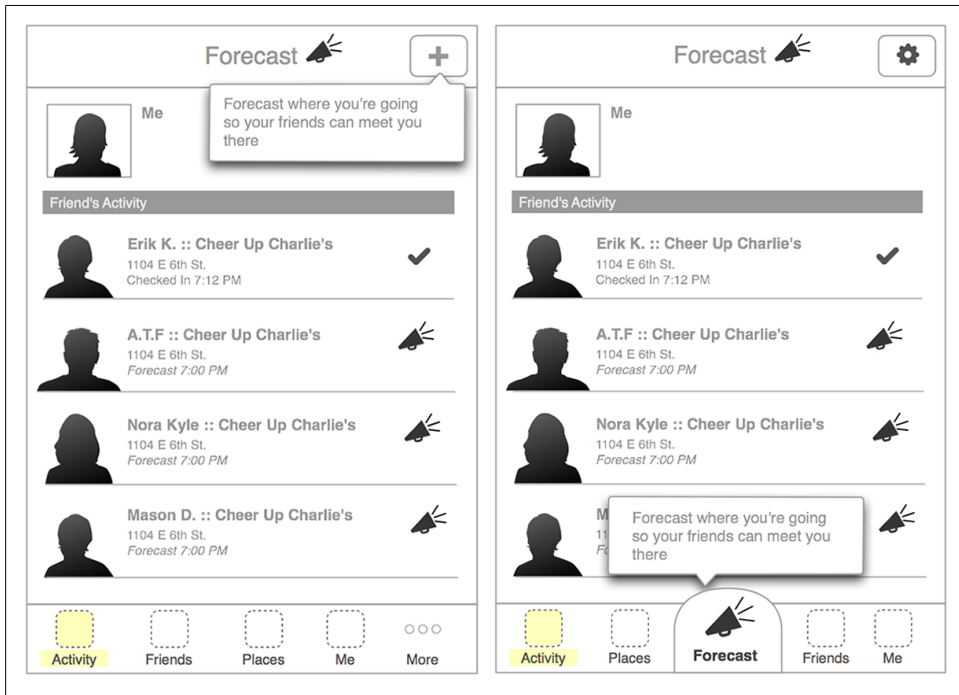 Forecast
+
Forecast where you're going
so your friends can meet you
there
Me
Friend's Activity
Erik K. :: Cheer Up Charlie's
1104 E 6th St.
Checked In 7:12 PM
A.T.F :: Cheer Up Charlie's
1104 E 6th St.
Forecast 7:00 PM
Nora Kyle :: Cheer Up Charlie's
1104 E 6th St.
Forecast 7:00 PM
Mason D. :: Cheer Up Charlie's
1104 E 6th St.
Forecast 7:00 PM
Activity
Friends
Places
Me
More
Forecast
Me
Friend's Activity
Erik K. :: Cheer Up Charlie's
1104 E 6th St.
Checked In 7:12 PM
A.T.F :: Cheer Up Charlie's
1104 E 6th St.
Forecast 7:00 PM
Nora Kyle :: Cheer Up Charlie's
1104 E 6th St.
Forecast 7:00 PM
Forecast where you're going
so your friends can meet you
there
Activity
Places
Forecast
Friends
Me